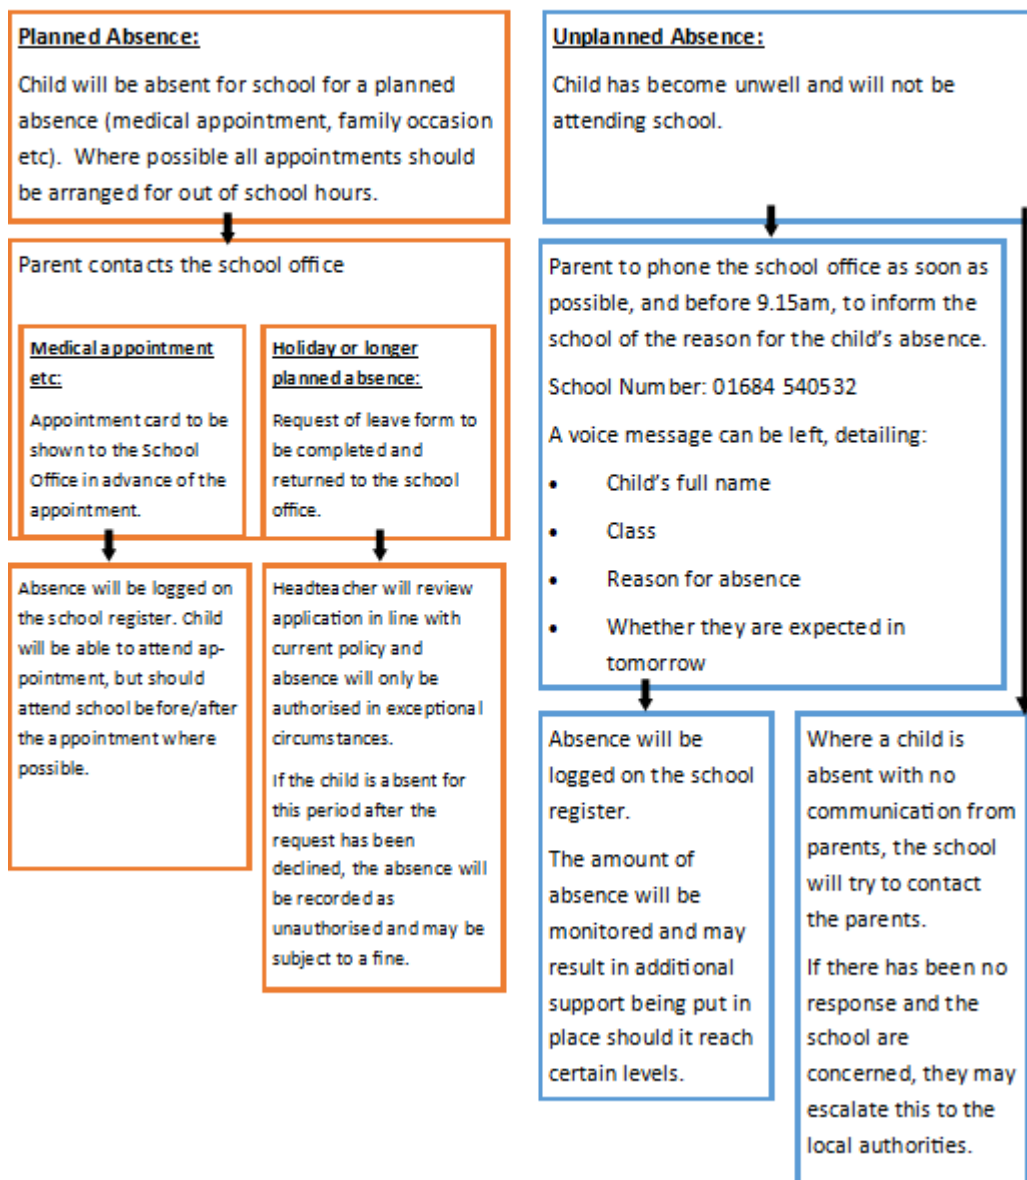 Planned Absence:
Child will be absent for school for a planned
absence (medical appointment, family occasion
etc).  Where possible all appointments should
be arranged for out of school hours.
Parent contacts the school office
Medical appointment
etc:
Appointment card to be
shown to the School
Office in advance of the
appointment.
Holiday or longer
planned absence:
Request of leave form to
be completed and
returned to the school
office.
Absence will be logged on
the school register. Child
will be able to attend ap-
pointment, but should
attend school before/after
the appointment where
possible.
Headteacher will review
application in line with
current policy and
absence will only be
authorised in exceptional
circumstances.
If the child is absent for
this period after the
request has been
declined, the absence will
be recorded as
unauthorised and may be
subject to a fine.
Unplanned Absence:
Child has become unwell and will not be
attending school.
Parent to phone the school office as soon as
possible, and before 9.15am, to inform the
school of the reason for the child's absence.
School Number: 01684 540532
A voice message can be left, detailing:
• Child's full name
• Class
• Reason for absence
• Whether they are expected in
tomorrow
Absence will be
logged on the school
register.
The amount of
absence will be
monitored and may
result in additional
support being put in
place should it reach
certain levels.
Where a child is
absent with no
communication from
parents, the school
will try to contact
the parents.
If there has been no
response and the
school are
concerned, they may
escalate this to the
local authorities.